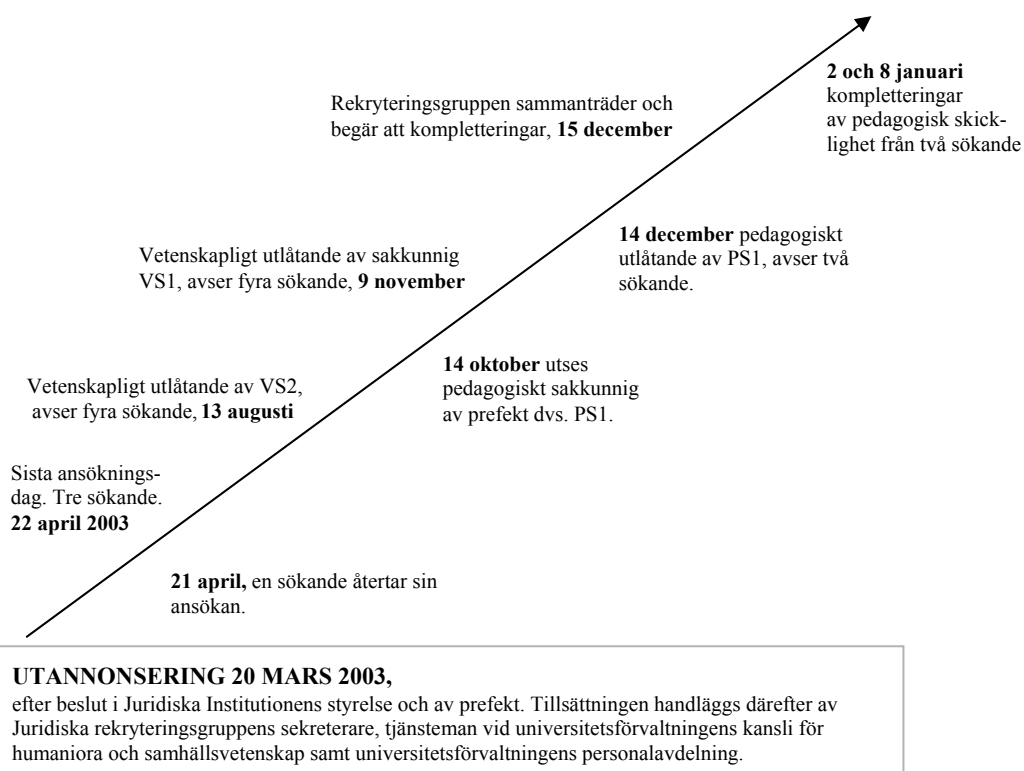 2 och 8 januari
kompletteringar
av pedagogisk skick-
lighet från två sökande
Rekryteringsgruppen sammanträder och
begär att kompletteringar, 15 december
14 december pedagogiskt
utlåtande av PS1, avser två
sökande.
Vetenskapligt utlåtande av sakkunnig
VS1, avser fyra sökande, 9 november
14 oktober utses
pedagogiskt sakkunnig
av prefekt dvs. PS1.
Vetenskapligt utlåtande av VS2,
avser fyra sökande, 13 augusti
Sista ansöknings-
dag. Tre sökande.
22 april 2003
21 april, en sökande återtar sin
ansökan.
UTANNONSERING 20 MARS 2003,
efter beslut i Juridiska Institutionens styrelse och av prefekt. Tillsättningen handläggs därefter av
Juridiska rekryteringsgruppens sekreterare, tjänsteman vid universitetsförvaltningens kansli för
humaniora och samhällsvetenskap samt universitetsförvaltningens personalavdelning.